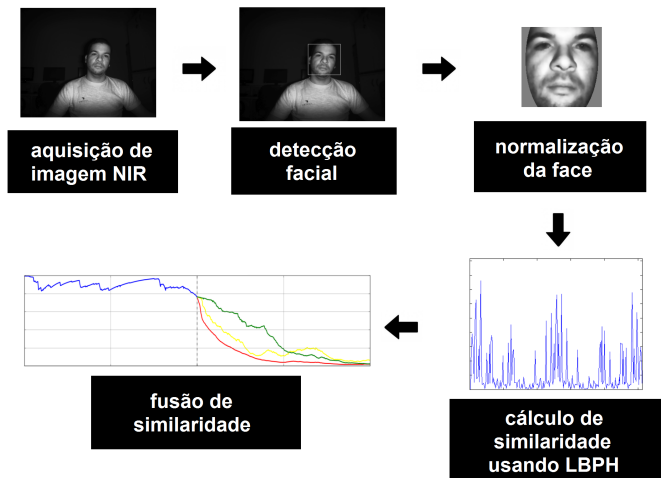 aquisição de
imagem NIR
detecção
facial
normalização
da face
cálculo de
similaridade
usando LBPH
fusão de
similaridade